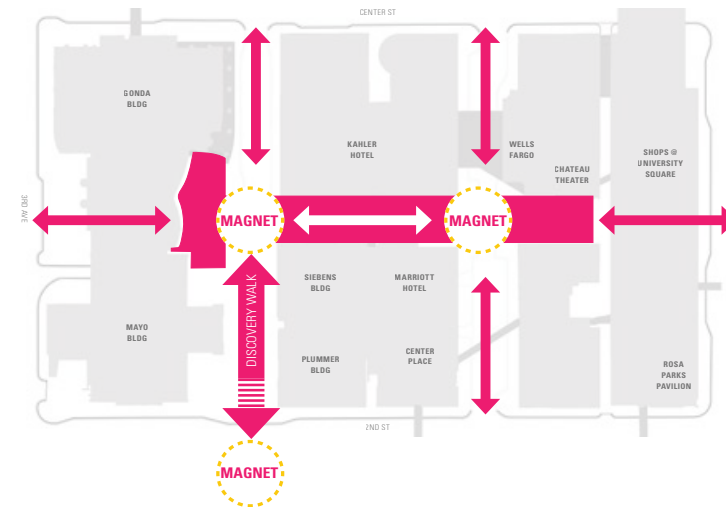 CENTER ST
GONDA
BLDG
KAHLER
HOTEL
WELLS
FARGO
CHATEAU
THEATER
SHOPS @
UNIVERSITY
SQUARE
3RD AVE
MAGNET
MAGNET
DISCOVERY WALK
SIEBENS
BLDG
MARRIOTT
HOTEL
MAYO
BLDG
PLUMMER
BLDG
CENTER
PLACE
ROSA
PARKS
PAVILION
2ND ST
MAGNET